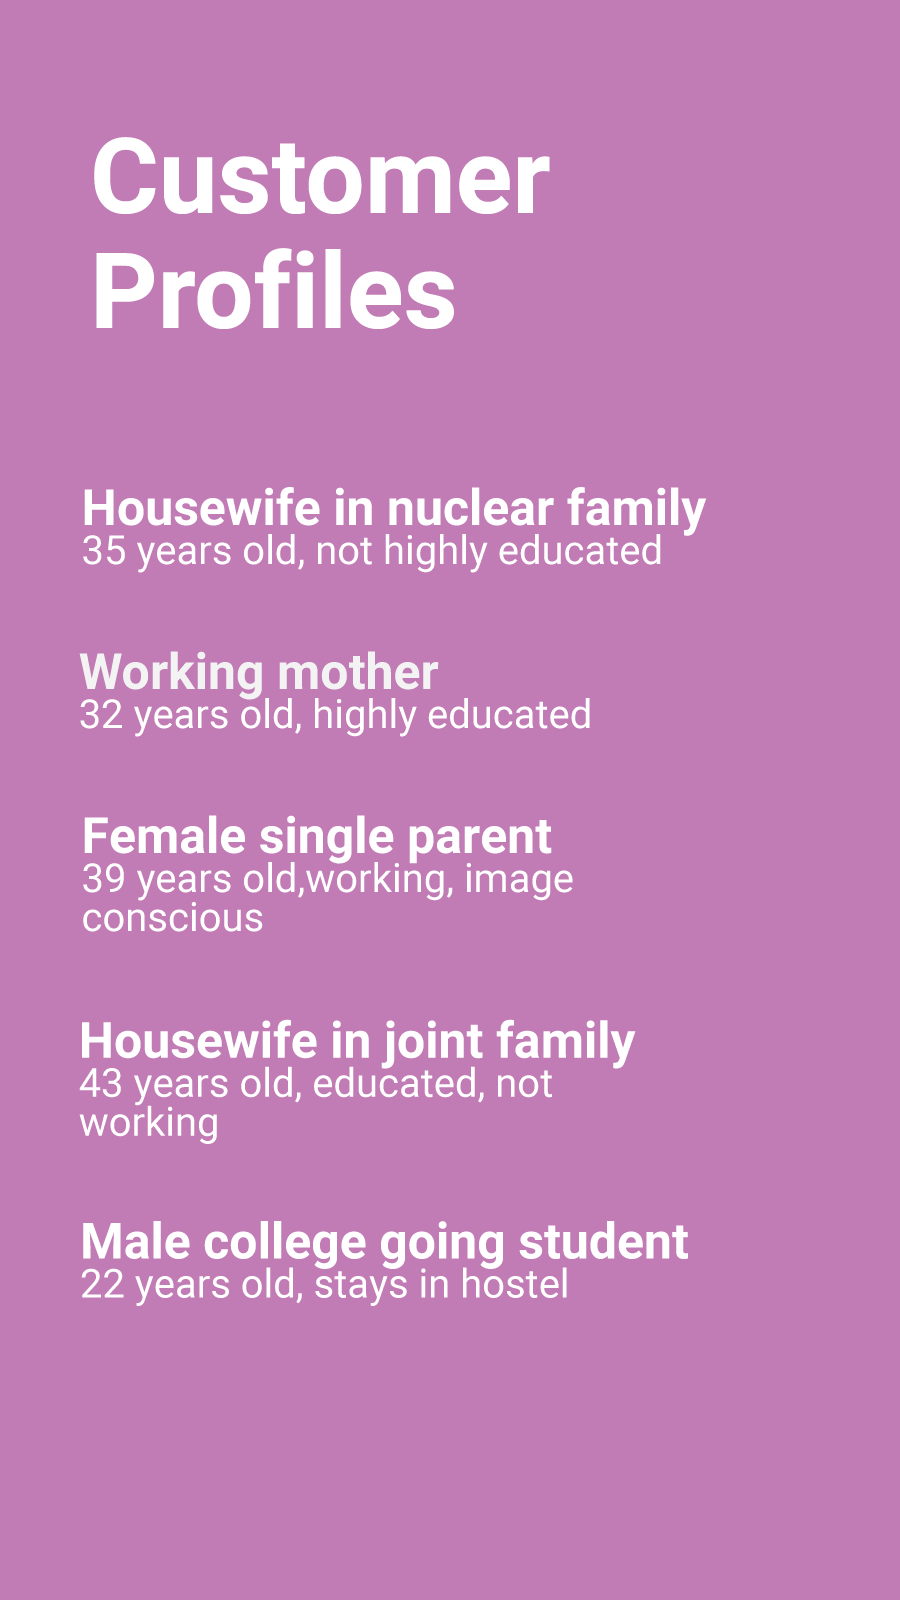 Customer
Profiles
Housewife in nuclear family
35 years old, not highly educated
Working mother
32 years old, highly educated
Female single parent
39 years old,working, image
conscious
Housewife in joint family
43 years old, educated, not
working
Male college going student
22 years old, stays in hostel